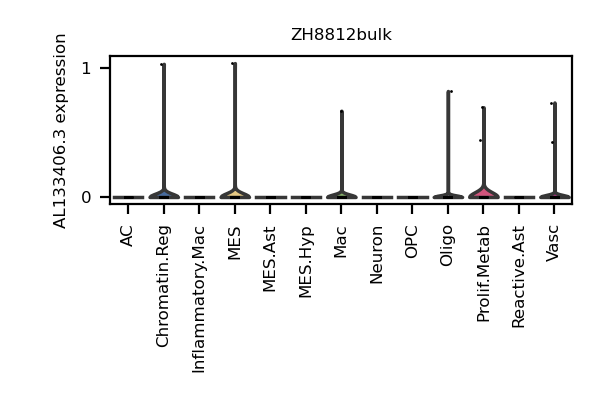 ZH8812bulk
AL133406.3 expression
1
0
AC
Chromatin.Reg
Inflammatory.Mac
MES
MES.Ast
MES.Hyp
Mac
Neuron
OPC
Oligo
Prolif.Metab
Reactive.Ast
Vasc